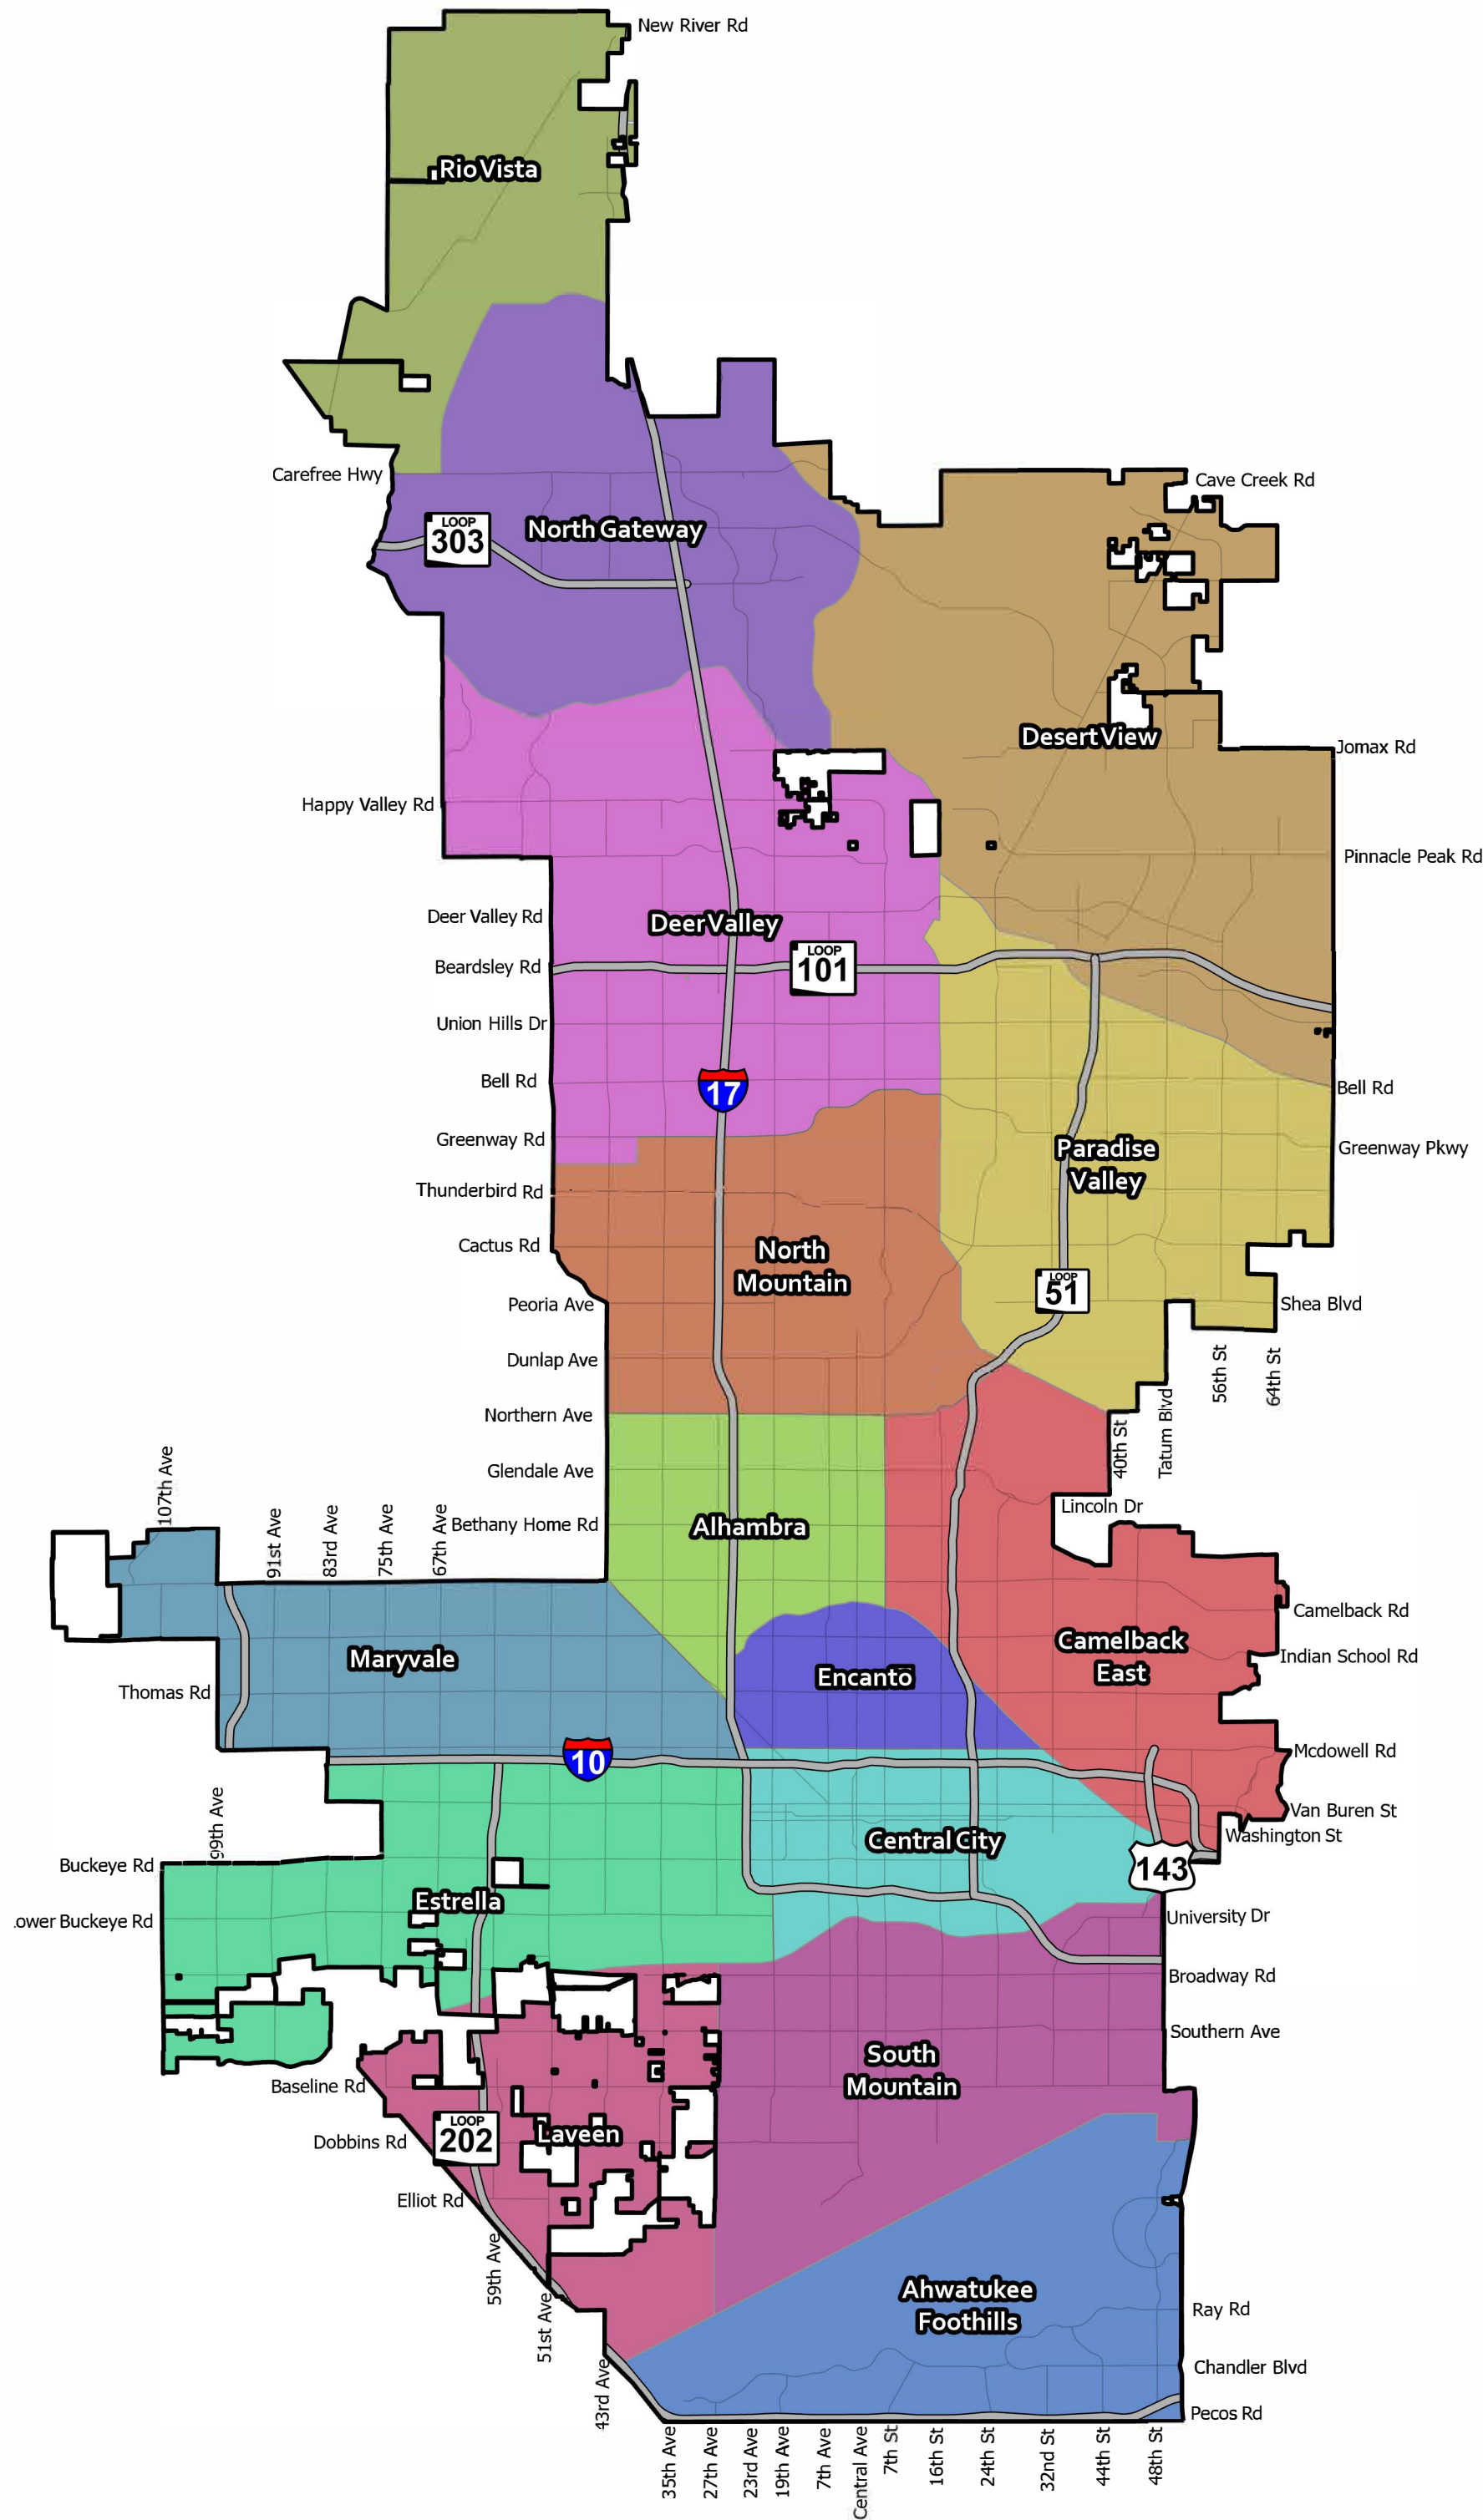 New River Rd
Rio Vista
Carefree Hwy
Cave Creek Rd
LOOP
303
North Gateway
Desert View
Jomax Rd
Happy Valley Rd
Pinnacle Peak Rd
Deer Valley Rd
Deer Valley
Beardsley Rd
LOOP
101
Union Hills Dr
Bell Rd
17
Bell Rd
Greenway Rd
Paradise
Valley
Greenway Pkwy
Thunderbird Rd
Cactus Rd
North
Mountain
Peoria Ave
LOOP
51
Shea Blvd
Dunlap Ave
56th St
64th St
Northern Ave
40th St
Tatum Blvd
Glendale Ave
107th Ave
Lincoln Dr
91st Ave
83rd Ave
75th Ave
67th Ave
Bethany Home Rd
Alhambra
Camelback Rd
Maryvale
Encanto
Camelback
East
Indian School Rd
Thomas Rd
10
Mcdowell Rd
99th Ave
Van Buren St
Washington St
Central City
Buckeye Rd
143
Estrella
ower Buckeye Rd
University Dr
Broadway Rd
Southern Ave
South
Mountain
Baseline Rd
LOOP
202
Laveen
Dobbins Rd
Elliot Rd
59th Ave
51st Ave
Ahwatukee
Foothills
Ray Rd
43rd Ave
Chandler Blvd
Pecos Rd
35th Ave
27th Ave
23rd Ave
19th Ave
7th Ave
Central Ave
7th St
16th St
24th St
32nd St
44th St
48th St